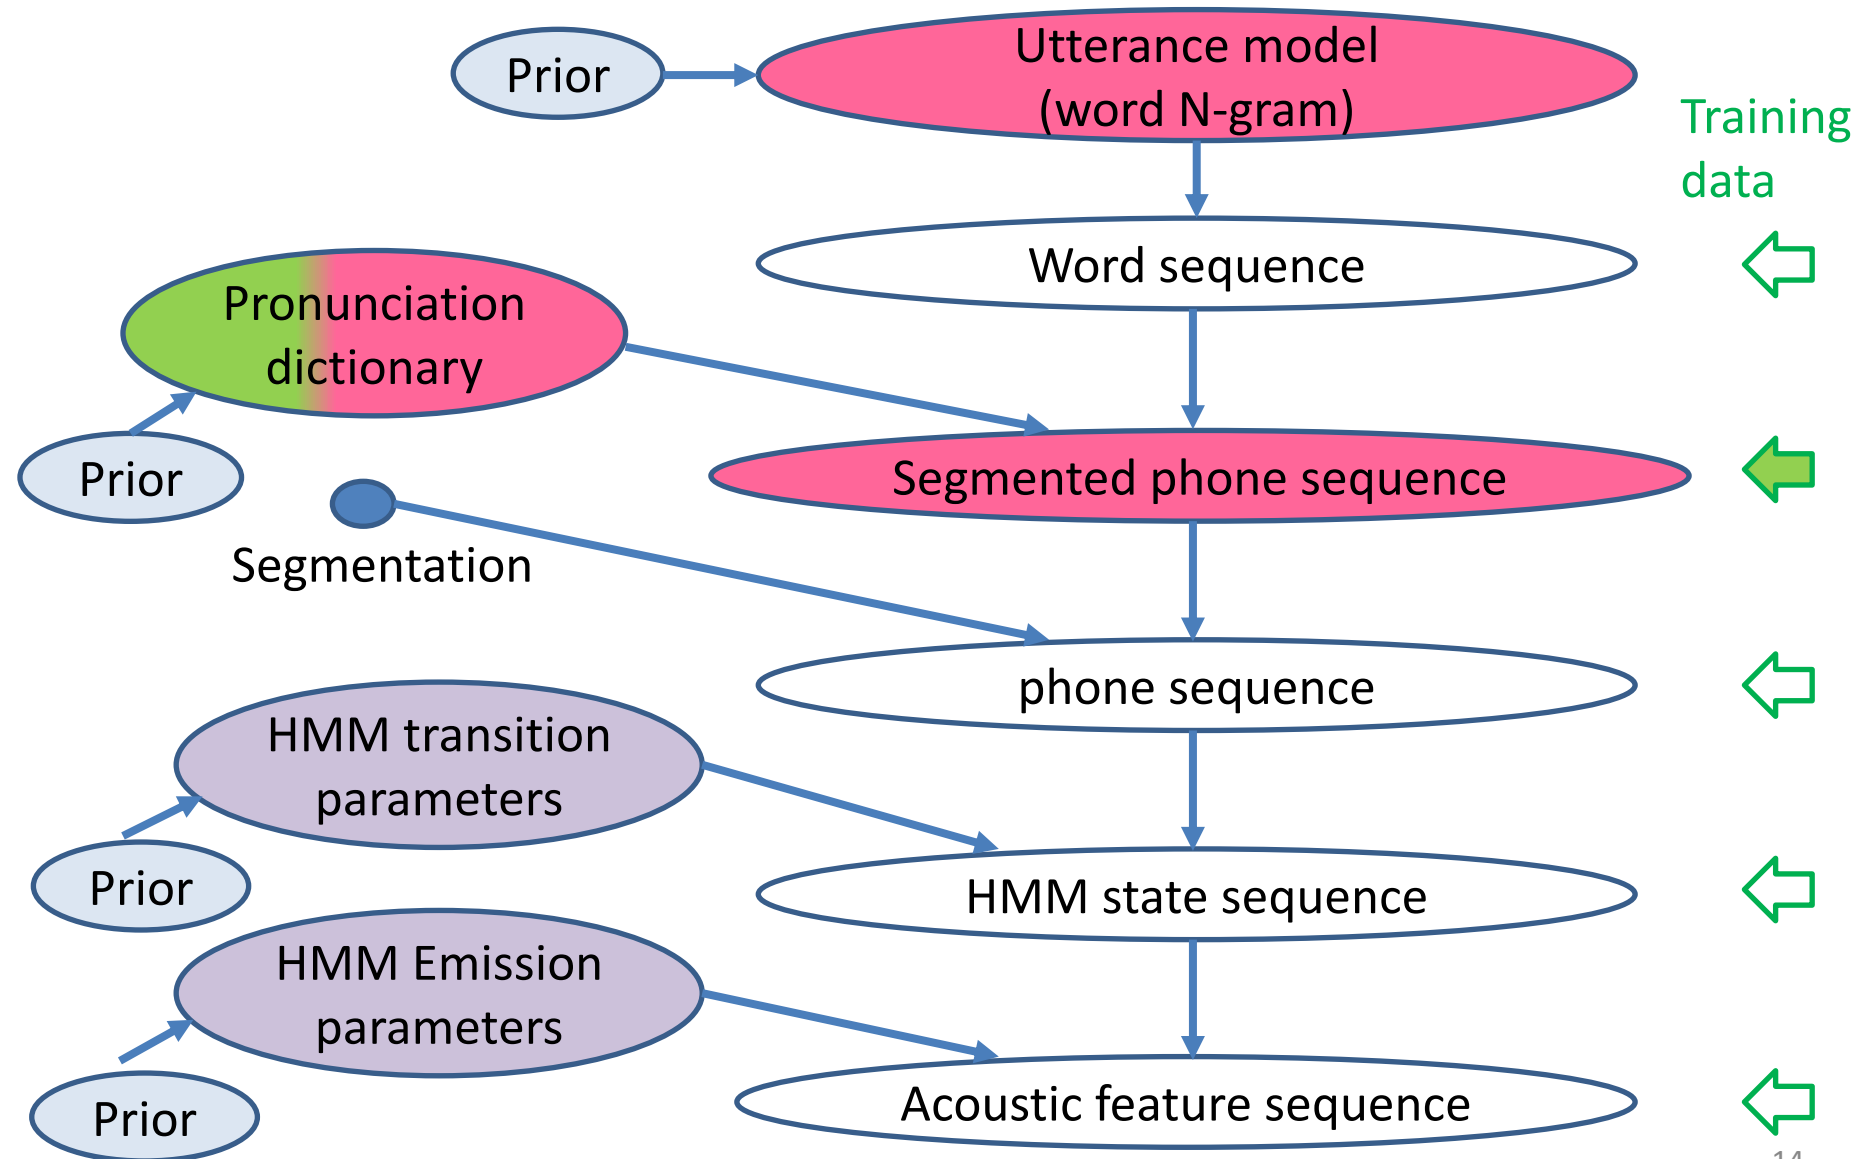 Prior
Utterance model
(word N-gram)
Training
data
Word sequence
Pronunciation
dictionary
Prior
Segmented phone sequence
Segmentation
phone sequence
HMM transition
parameters
Prior
HMM state sequence
HMM Emission
parameters
Prior
Acoustic feature sequence
14